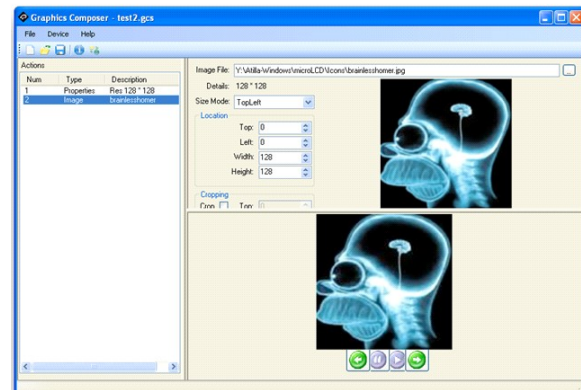 Graphics Composer - test2.gcs
File Device Help
Actions
Num Type Description
1 Properties Res 128 * 128
2 Image brainlesshomer
Image File: Y:\Atilla-Windows\microLCD\Icons\brainlesshomer.jpg ...
Details: 128 * 128
Size Mode: TopLeft
Location
Top: 0
Left: 0
Width: 128
Height: 128
Cropping
Crop Top: 0